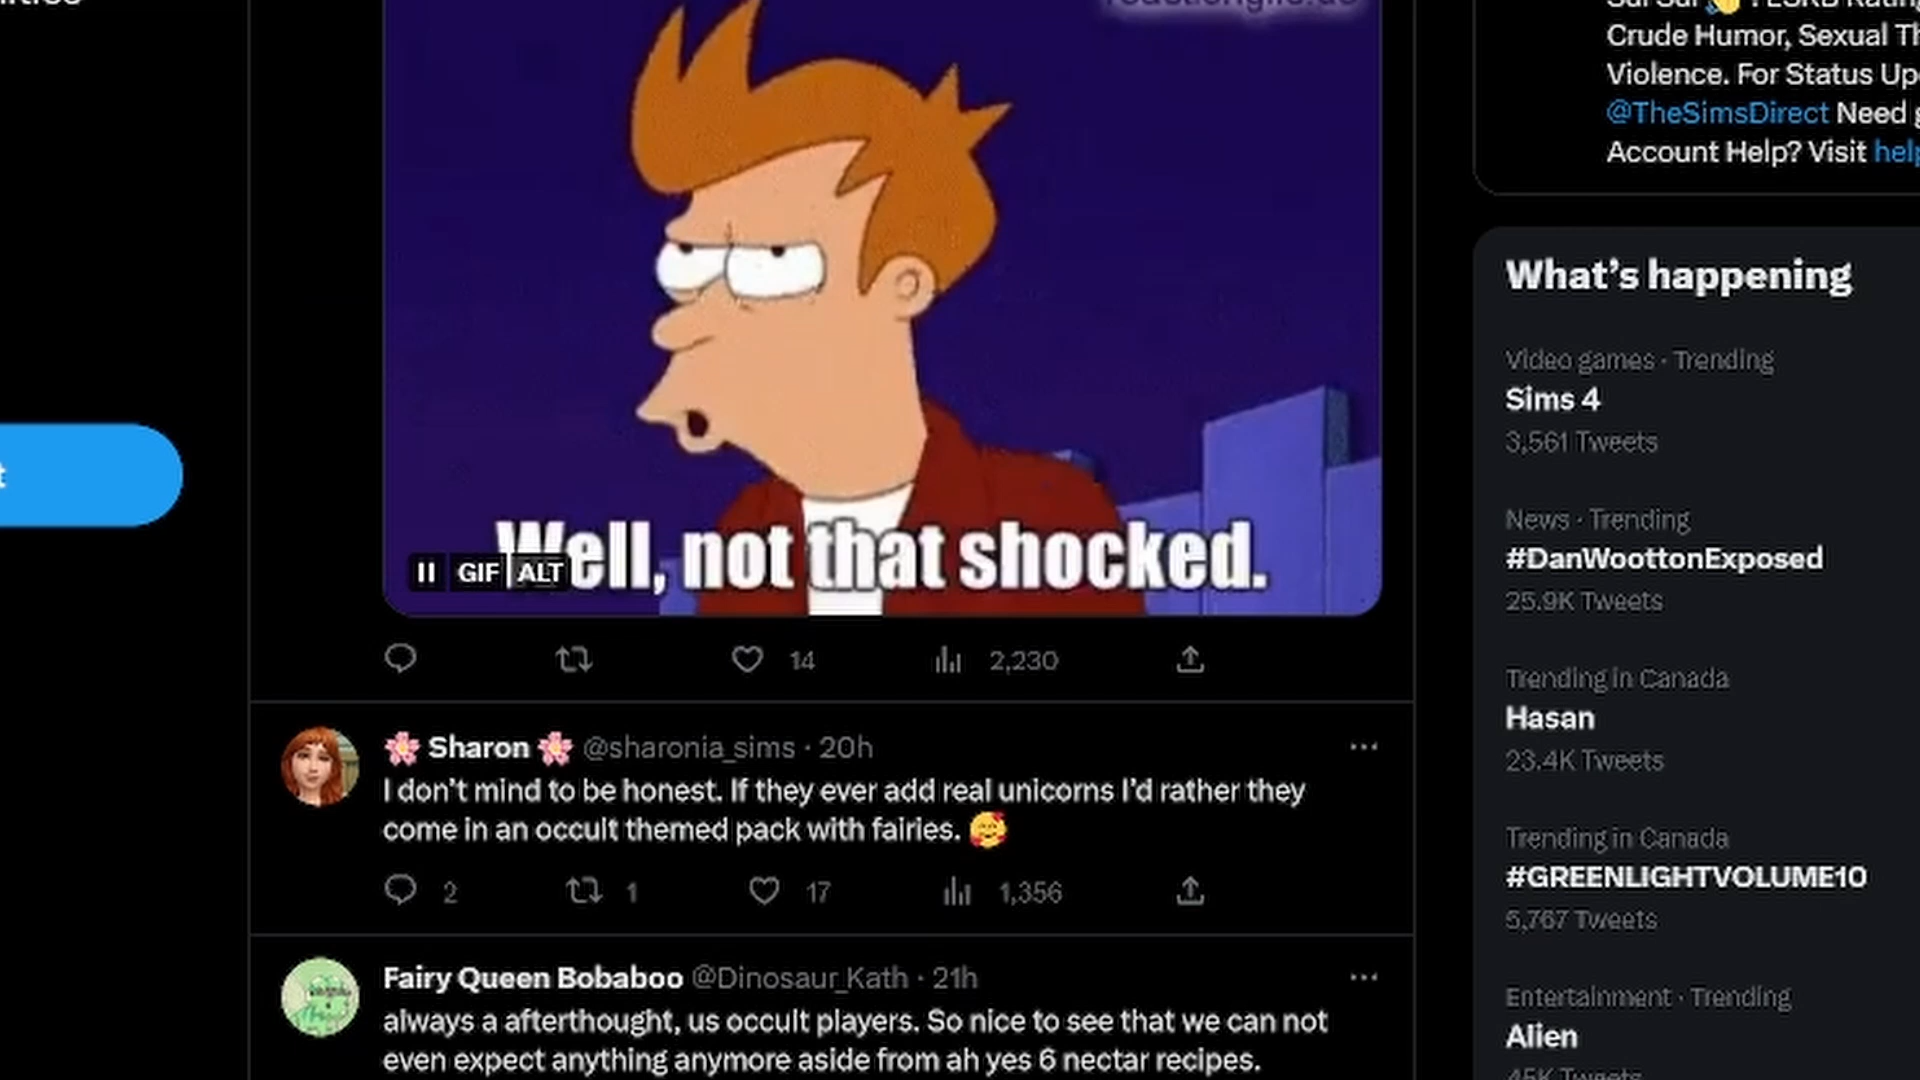 Well, not that shocked.
GIF ALT
14
2,230
Sharon @sharonia_sims · 20h
I don't mind to be honest. If they ever add real unicorns I'd rather they
come in an occult themed pack with fairies.
2 1 17 1,356
Fairy Queen Bobaboo @Dinosaur_Kath · 21h
always a afterthought, us occult players. So nice to see that we can not
even expect anything anymore aside from ah yes 6 nectar recipes.
Crude Humor, Sexual
Violence. For Status
@TheSimsDirect Need
Account Help? Visit
What's happening
Video games · Trending
Sims 4
3,561 Tweets
News · Trending
#DanWoottonExposed
25.9K Tweets
Trending in Canada
Hasan
23.4K Tweets
Trending in Canada
#GREENLIGHTVOLUME10
5,767 Tweets
Entertainment · Trending
Alien
45K Tweets